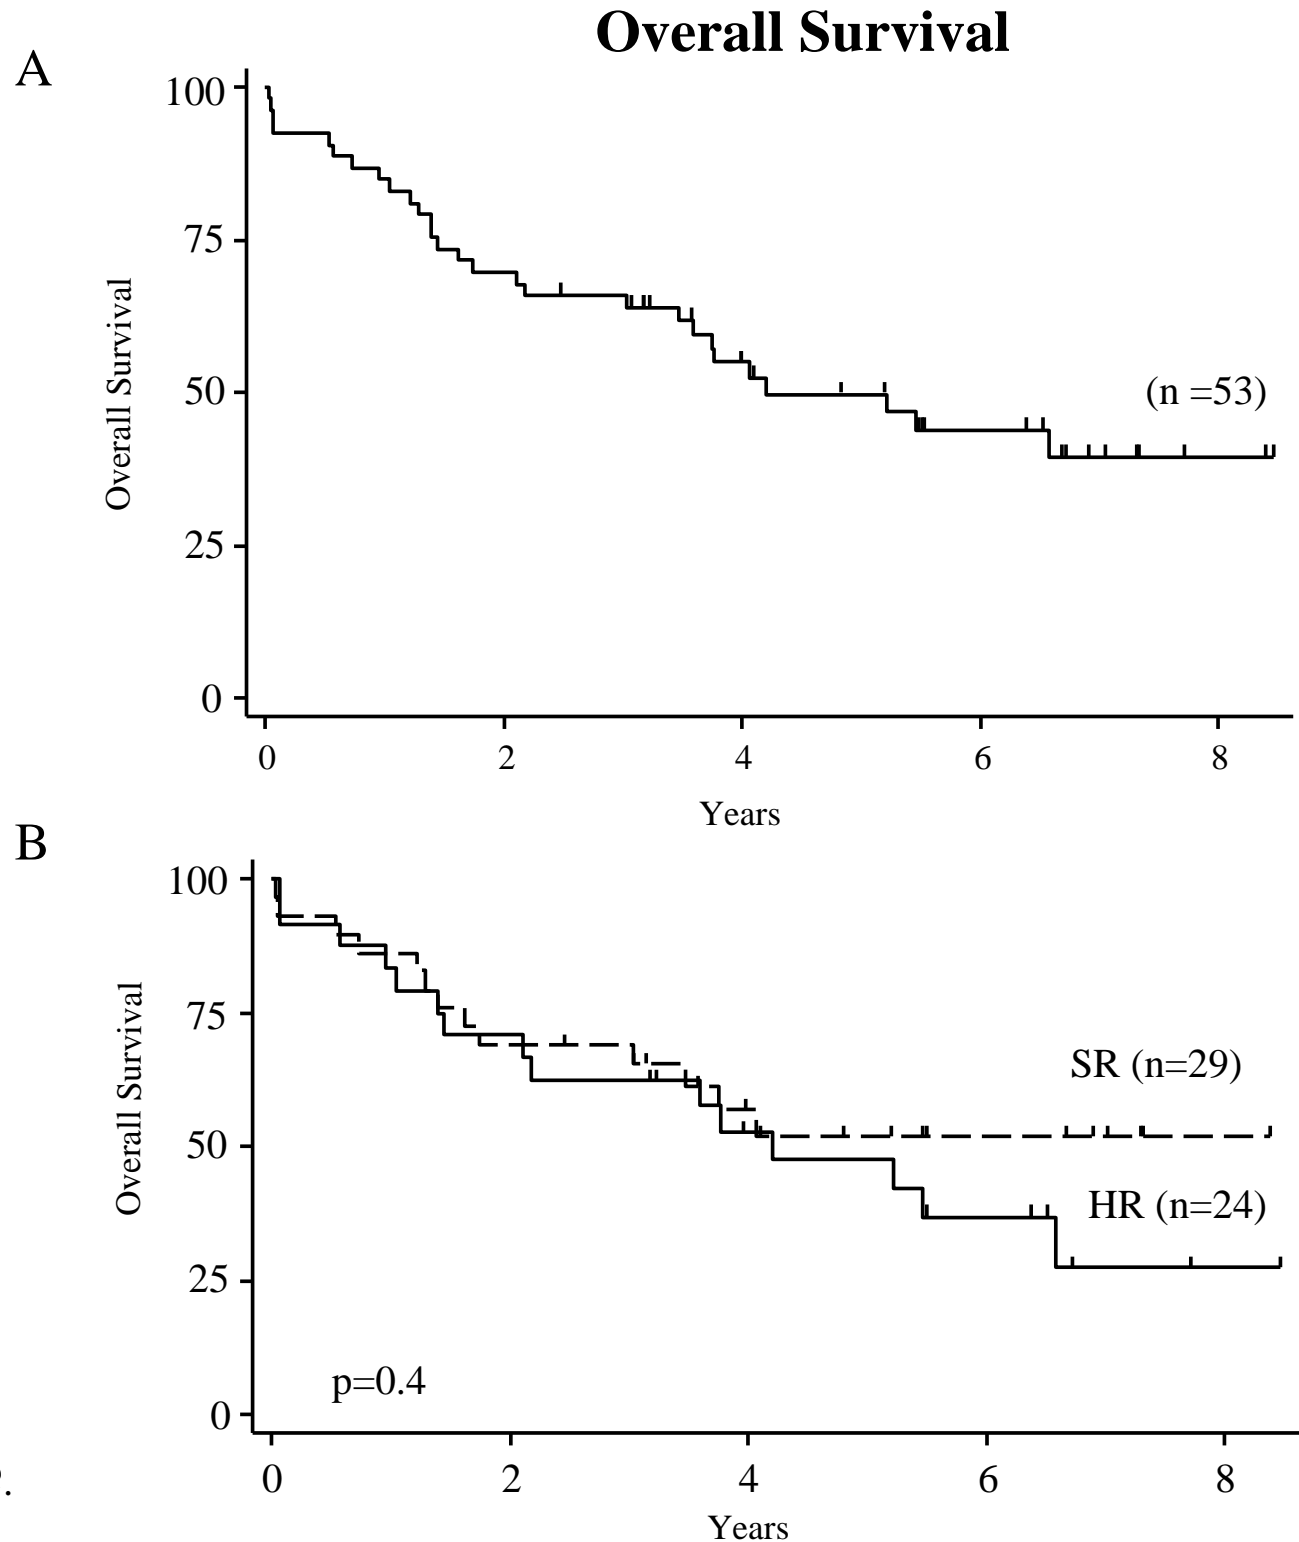 Overall Survival
A
100
75
50
25
0
Overall Survival
(n =53)
0 2 4 6 8
Years
B
100
75
50
25
0
Overall Survival
SR (n=29)
HR (n=24)
p=0.4
0 2 4 6 8
Years